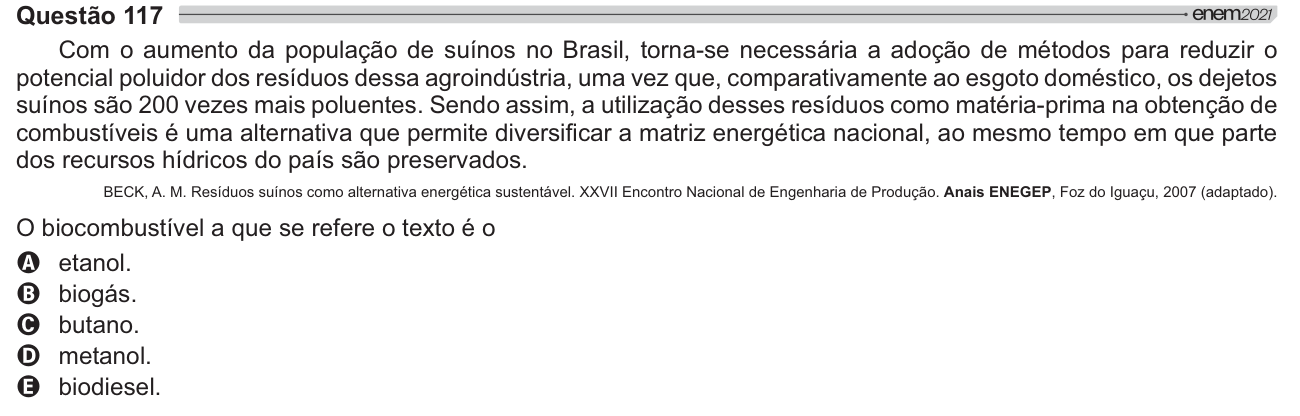 Questão 117
enem2021
Com o aumento da população de suínos no Brasil, torna-se necessária a adoção de métodos para reduzir o
potencial poluidor dos resíduos dessa agroindústria, uma vez que, comparativamente ao esgoto doméstico, os dejetos
suínos são 200 vezes mais poluentes. Sendo assim, a utilização desses resíduos como matéria-prima na obtenção de
combustíveis é uma alternativa que permite diversificar a matriz energética nacional, ao mesmo tempo em que parte
dos recursos hídricos do país são preservados.
BECK, A. M. Resíduos suínos como alternativa energética sustentável. XXVII Encontro Nacional de Engenharia de Produção. Anais ENEGEP, Foz do Iguaçu, 2007 (adaptado).
O biocombustível a que se refere o texto é o
A etanol.
B biogás.
C butano.
D metanol.
E biodiesel.